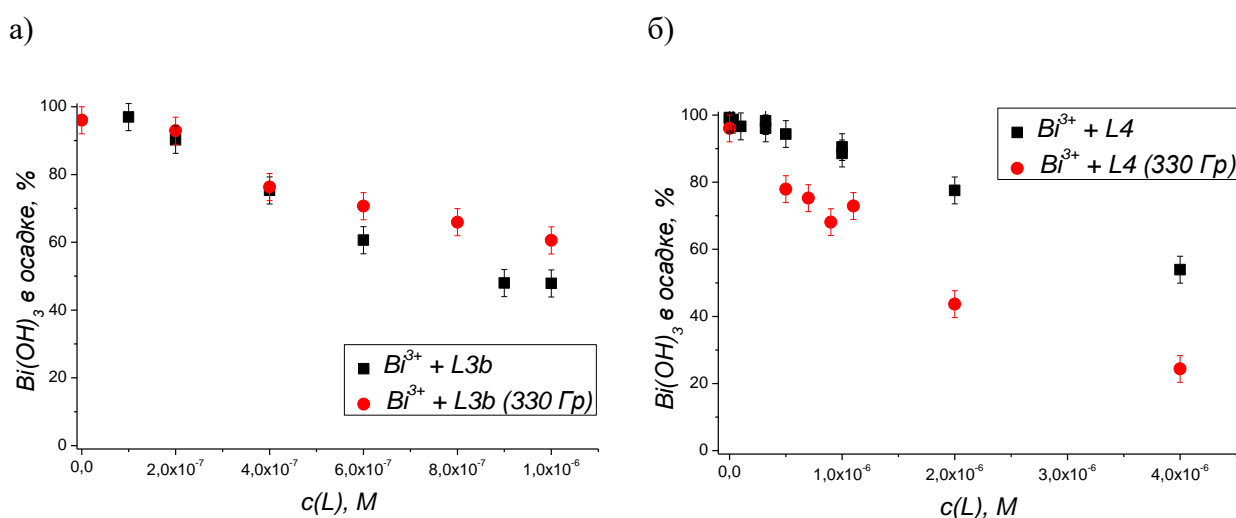 а)
б)
Bi(OH)3 в осадке, %
100
80
60
40
20
0
Bi3+ + L3b
Bi3+ + L3b (330 Гр)
0,0
2,0x10-7
4,0x10-7
6,0x10-7
8,0x10-7
1,0x10-6
c(L), M
Bi(OH)3 в осадке, %
100
80
60
40
20
0
Bi3+ + L4
Bi3+ + L4 (330 Гр)
0,0
1,0x10-6
2,0x10-6
3,0x10-6
4,0x10-6
c(L), M